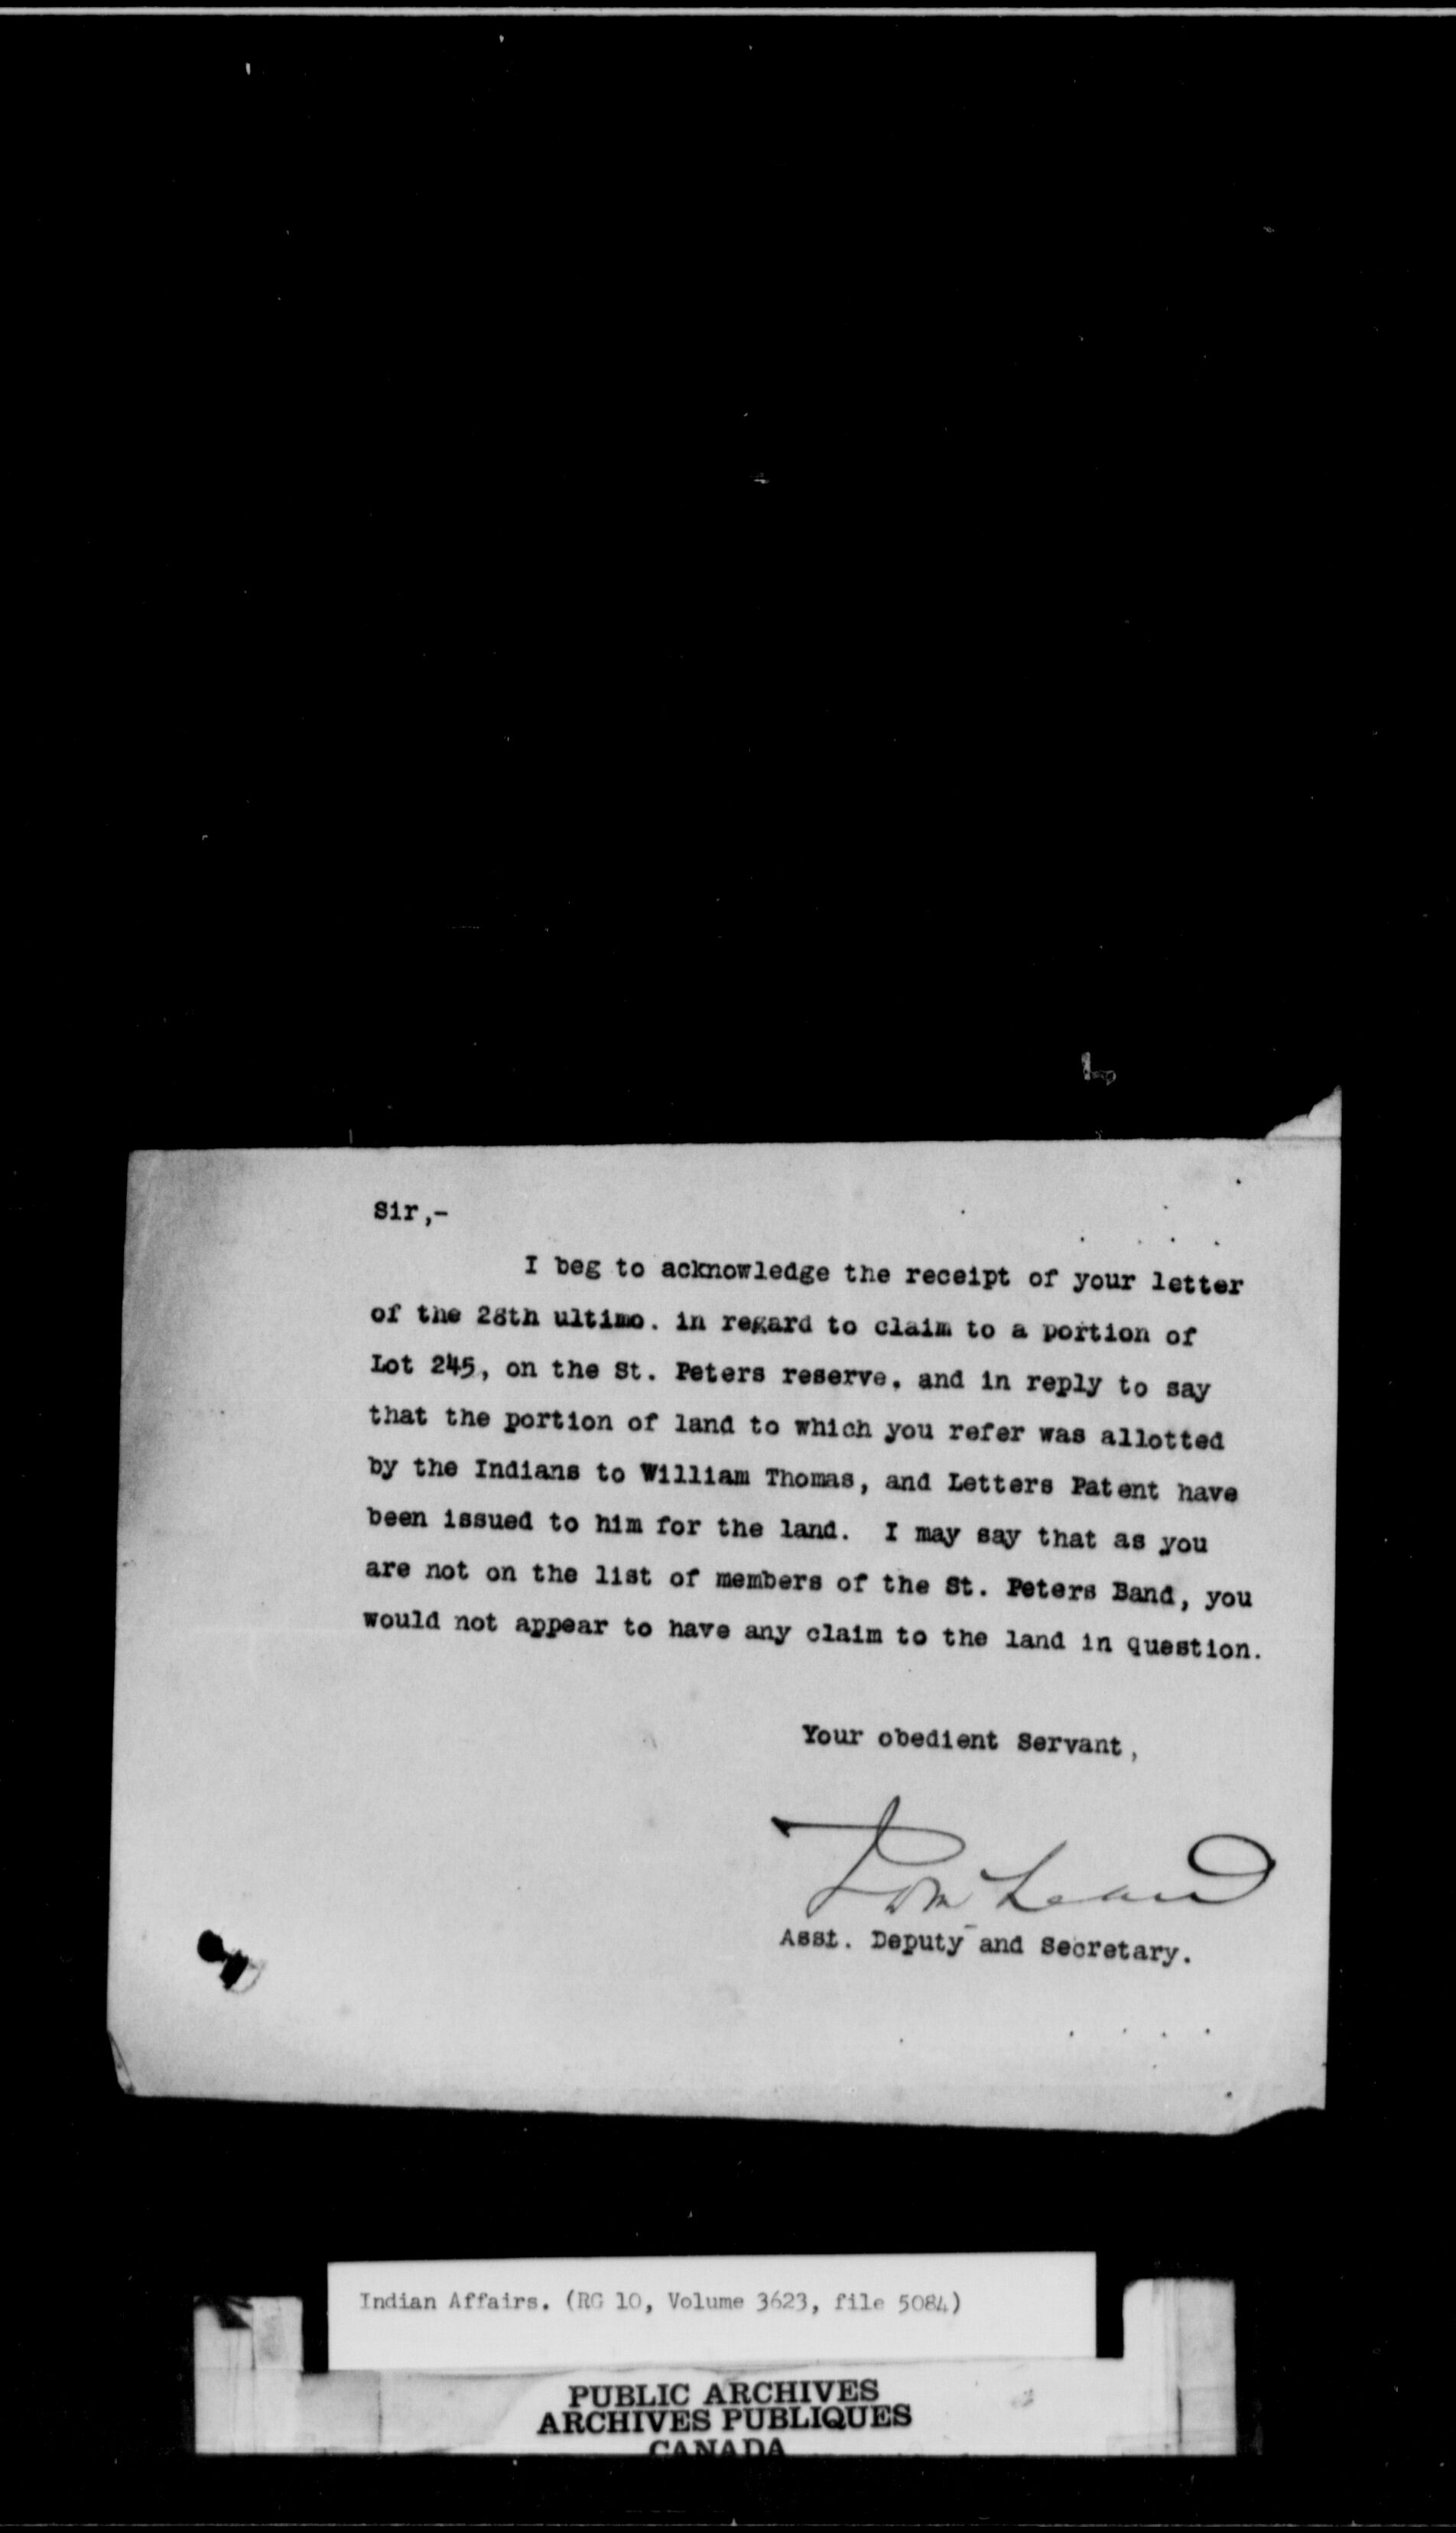 Sir,-
I beg to acknowledge the receipt of your letter
of the 28th ultimo. in regard to claim to a portion of
Lot 245, on the St. Peters reserve. and in reply to say
that the portion of land to which you refer was allotted
by the Indians to William Thomas, and Letters Patent have
been issued to him for the land. I may say that as you
are not on the list of members of the St. Peters Band, you
would not appear to have any claim to the land in question.
Your obedient Servant,
Asst. Deputy and Secretary.
Indian Affairs. (RG 10, Volume 3623, file 5084)
PUBLIC ARCHIVES
ARCHIVES PUBLIQUES
CANADA